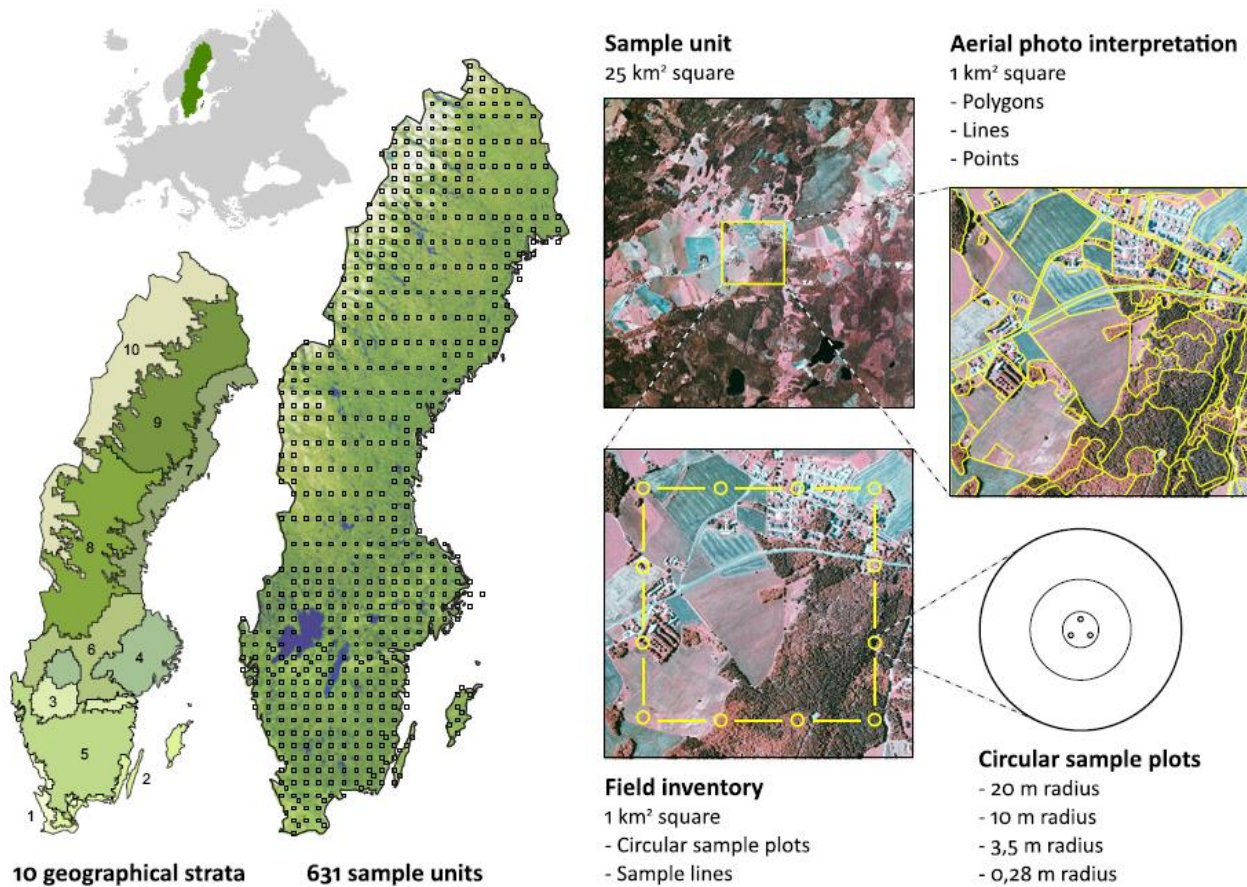 Sample unit
25 km² square
Aerial photo interpretation
1 km² square
- Polygons
- Lines
- Points
10
9
7
8
6
4
3
5
2
1
10 geographical strata
631 sample units
Field inventory
1 km² square
- Circular sample plots
- Sample lines
Circular sample plots
- 20 m radius
- 10 m radius
- 3,5 m radius
- 0,28 m radius